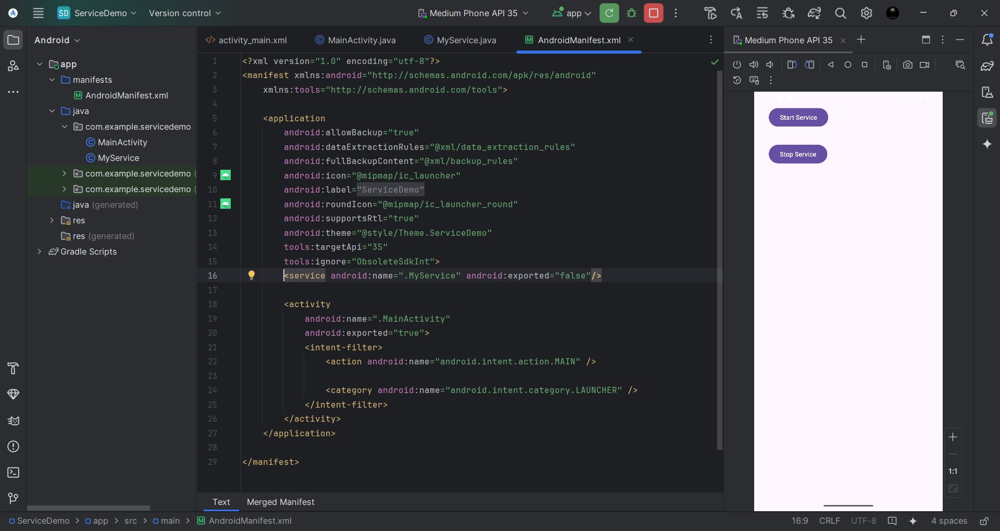 SD ServiceDemo Version control Medium Phone API 35 app
Android
app
manifests
AndroidManifest.xml
java
com.example.servicedemo
MainActivity
MyService
com.example.servicedemo (
com.example.servicedemo (
java (generated)
res
res (generated)
Gradle Scripts
activity_main.xml MainActivity.java MyService.java AndroidManifest.xml
1 <?xml version="1.0" encoding="utf-8"?>
2 <manifest xmlns:android="http://schemas.android.com/apk/res/android"
3 xmlns:tools="http://schemas.android.com/tools">
4
5 <application
6 android:allowBackup="true"
7 android:dataExtractionRules="@xml/data_extraction_rules"
8 android:fullBackupContent="@xml/backup_rules"
9 android:icon="@mipmap/ic_launcher"
10 android:label="ServiceDemo"
11 android:roundIcon="@mipmap/ic_launcher_round"
12 android:supportsRtl="true"
13 android:theme="@style/Theme.ServiceDemo"
14 tools:targetApi="35"
15 tools:ignore="ObsoleteSdkInt">
16 <service android:name=".MyService" android:exported="false"/>
17
18 <activity
19 android:name=".MainActivity"
20 android:exported="true">
21 <intent-filter>
22 <action android:name="android.intent.action.MAIN" />
23
24 <category android:name="android.intent.category.LAUNCHER" />
25 </intent-filter>
26 </activity>
27 </application>
28
29 </manifest>
Text Merged Manifest
Medium Phone API 35
Start Service
Stop Service
1:1
ServiceDemo > app > src > main > AndroidManifest.xml
16:9 CRLF UTF-8 4 spaces